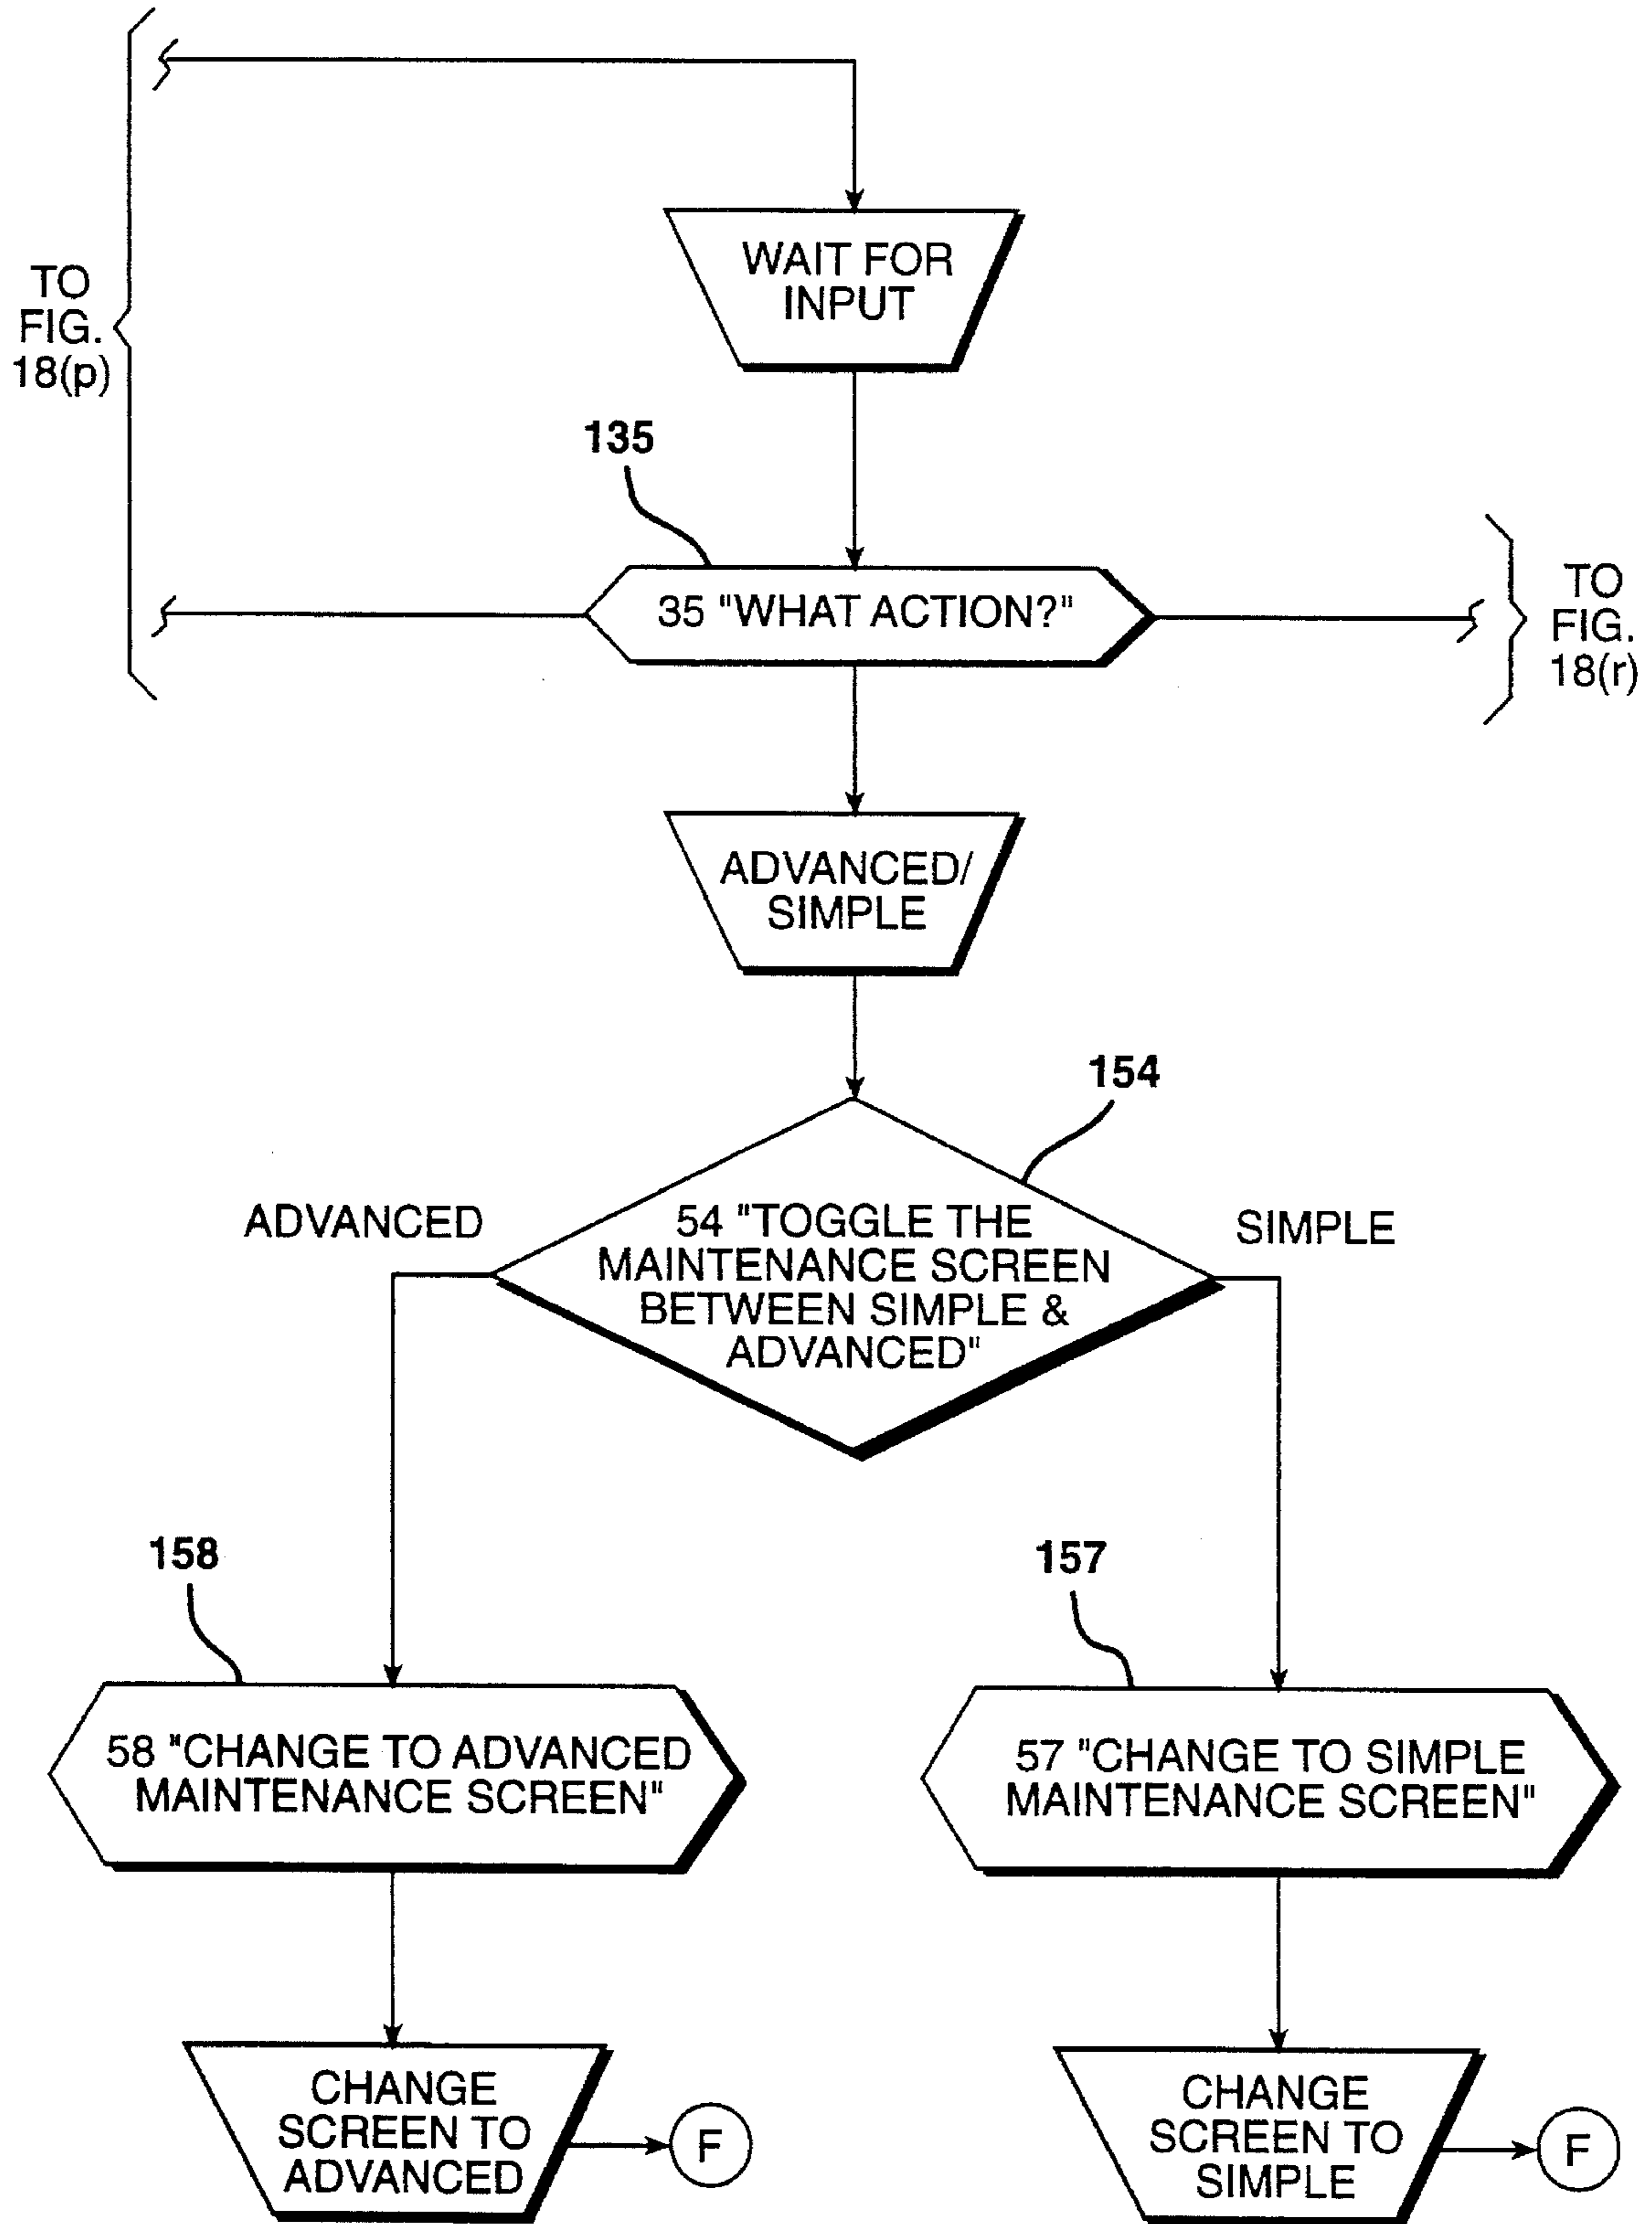 TO
FIG.
18(p)
WAIT FOR
INPUT
135
35 "WHAT ACTION?"
TO
FIG.
18(r)
ADVANCED/
SIMPLE
154
ADVANCED
54 "TOGGLE THE
MAINTENANCE SCREEN
BETWEEN SIMPLE &
ADVANCED"
SIMPLE
158
58 "CHANGE TO ADVANCED
MAINTENANCE SCREEN"
157
57 "CHANGE TO SIMPLE
MAINTENANCE SCREEN"
CHANGE
SCREEN TO
ADVANCED
F
CHANGE
SCREEN TO
SIMPLE
F